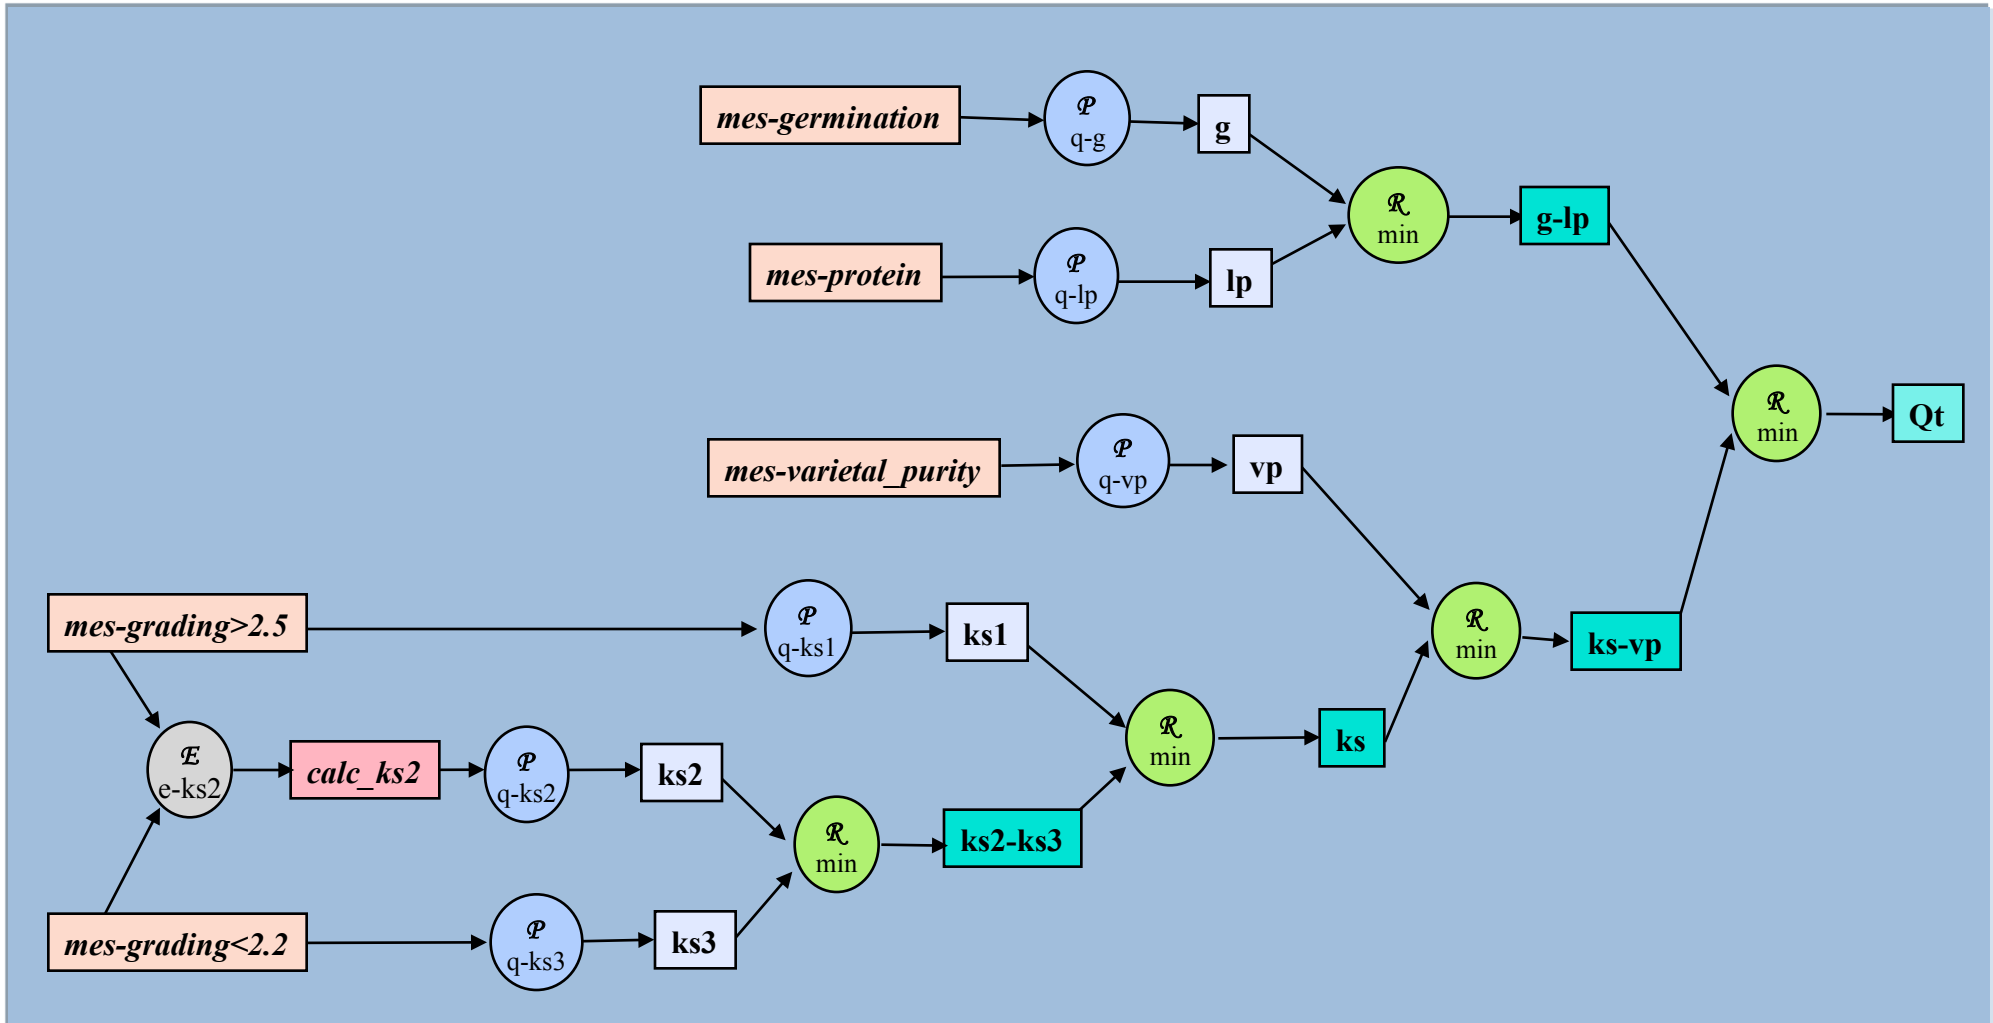 mes-germination
𝒫
q-g
g
ℛ
min
g-lp
mes-protein
𝒫
q-lp
lp
ℛ
min
Qt
mes-varietal_purity
𝒫
q-vp
vp
mes-grading>2.5
𝒫
q-ks1
ks1
ℛ
min
ks-vp
ℰ
e-ks2
calc_ks2
𝒫
q-ks2
ks2
ℛ
min
ks
ℛ
min
ks2-ks3
mes-grading<2.2
𝒫
q-ks3
ks3